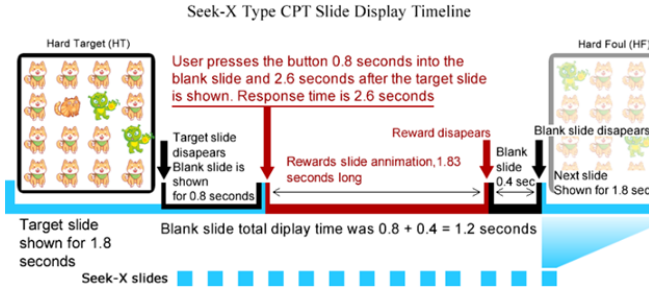 Seek-X Type CPT Slide Display Timeline
Hard Target (HT)
User presses the button 0.8 seconds into the
blank slide and 2.6 seconds after the target slide
is shown. Response time is 2.6 seconds
Hard Foul (HF)
Target slide
disapears
Blank slide is
shown
for 0.8 seconds
Reward disapears
Blank slide disapears
Rewards slide annimation,1.83
seconds long
Blank
slide
0.4 sec
Next slide
Shown for 1.8 sec
Target slide
shown for 1.8
seconds
Blank slide total diplay time was 0.8 + 0.4 = 1.2 seconds
Seek-X slides